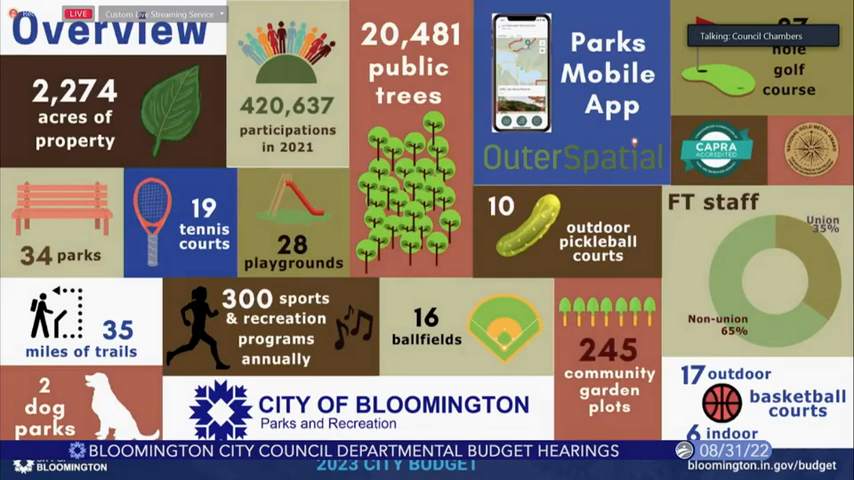 LIVE
Custom Live Streaming Service
Overview
2,274
acres of
property
420,637
participations
in 2021
20,481
public
trees
Parks
Mobile
App
OuterSpatial
Talking: Council Chambers
hole
golf
course
CAPRA
ACCREDITED
34 parks
19
tennis
courts
28
playgrounds
10
outdoor
pickleball
courts
FT staff
Union
35%
Non-union
65%
35
miles of trails
300 sports
& recreation
programs
annually
16
ballfields
245
community
garden
plots
2
dog
parks
CITY OF BLOOMINGTON
Parks and Recreation
17 outdoor
basketball
courts
6 indoor
BLOOMINGTON CITY COUNCIL DEPARTMENTAL BUDGET HEARINGS
08/31/22
BLOOMINGTON
2023 CITY BUDGET
bloomington.in.gov/budget